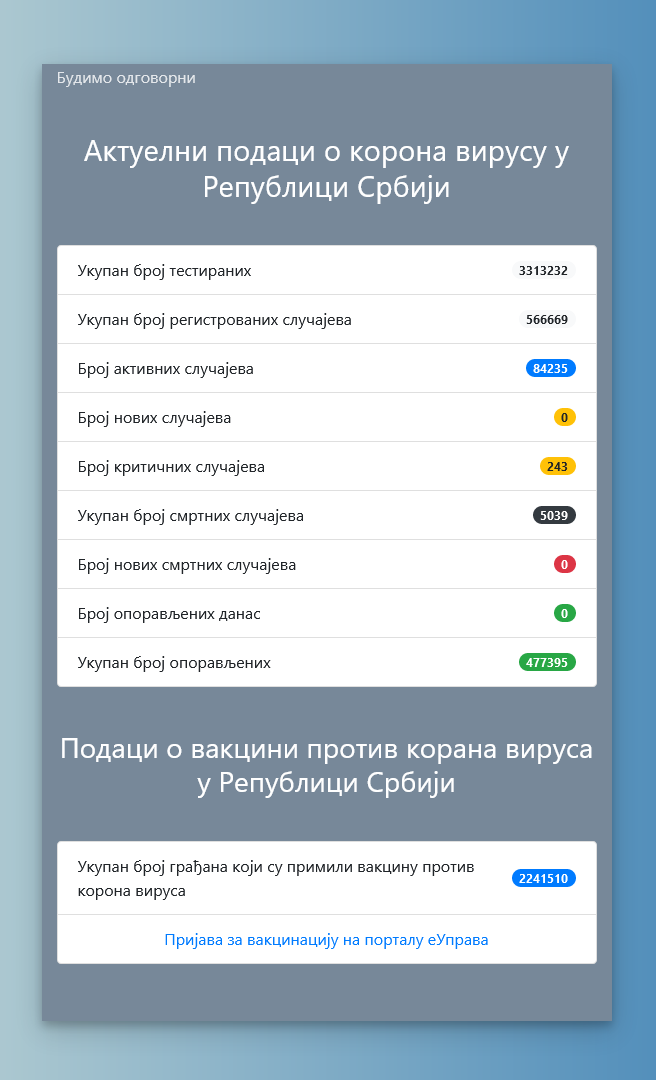 Будимо одговорни
Актуелни подаци о корона вирусу у
Републици Србији
Укупан број тестираних 3313232
Укупан број регистрованих случајева 566669
Број активних случајева 84235
Број нових случајева 0
Број критичних случајева 243
Укупан број смртних случајева 5039
Број нових смртних случајева 0
Број опорављених данас 0
Укупан број опорављених 477395
Подаци о вакцини против корана вируса
у Републици Србији
Укупан број грађана који су примили вакцину против
корона вируса 2241510
Пријава за вакцинацију на порталу еУправа